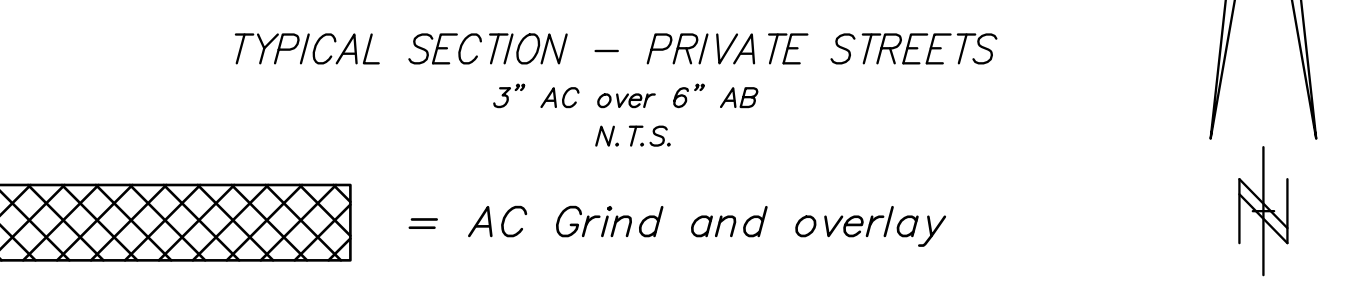 TYPICAL SECTION - PRIVATE STREETS
3" AC over 6" AB
N.T.S.
= AC Grind and overlay
N